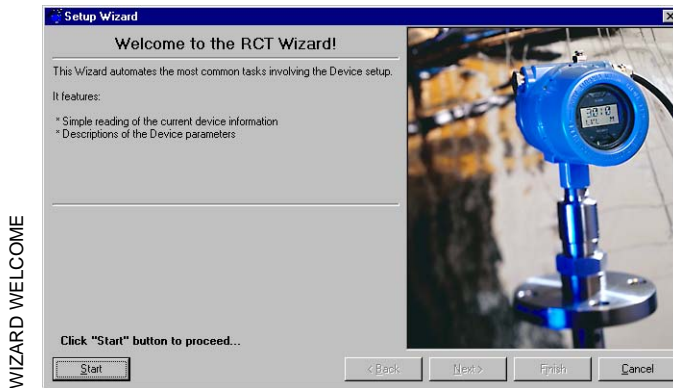 Setup Wizard
Welcome to the RCT Wizard!
This Wizard automates the most common tasks involving the Device setup.
It features:
* Simple reading of the current device information
* Descriptions of the Device parameters
Click "Start" button to proceed...
Start
< Back
Next >
Finish
Cancel
WIZARD WELCOME